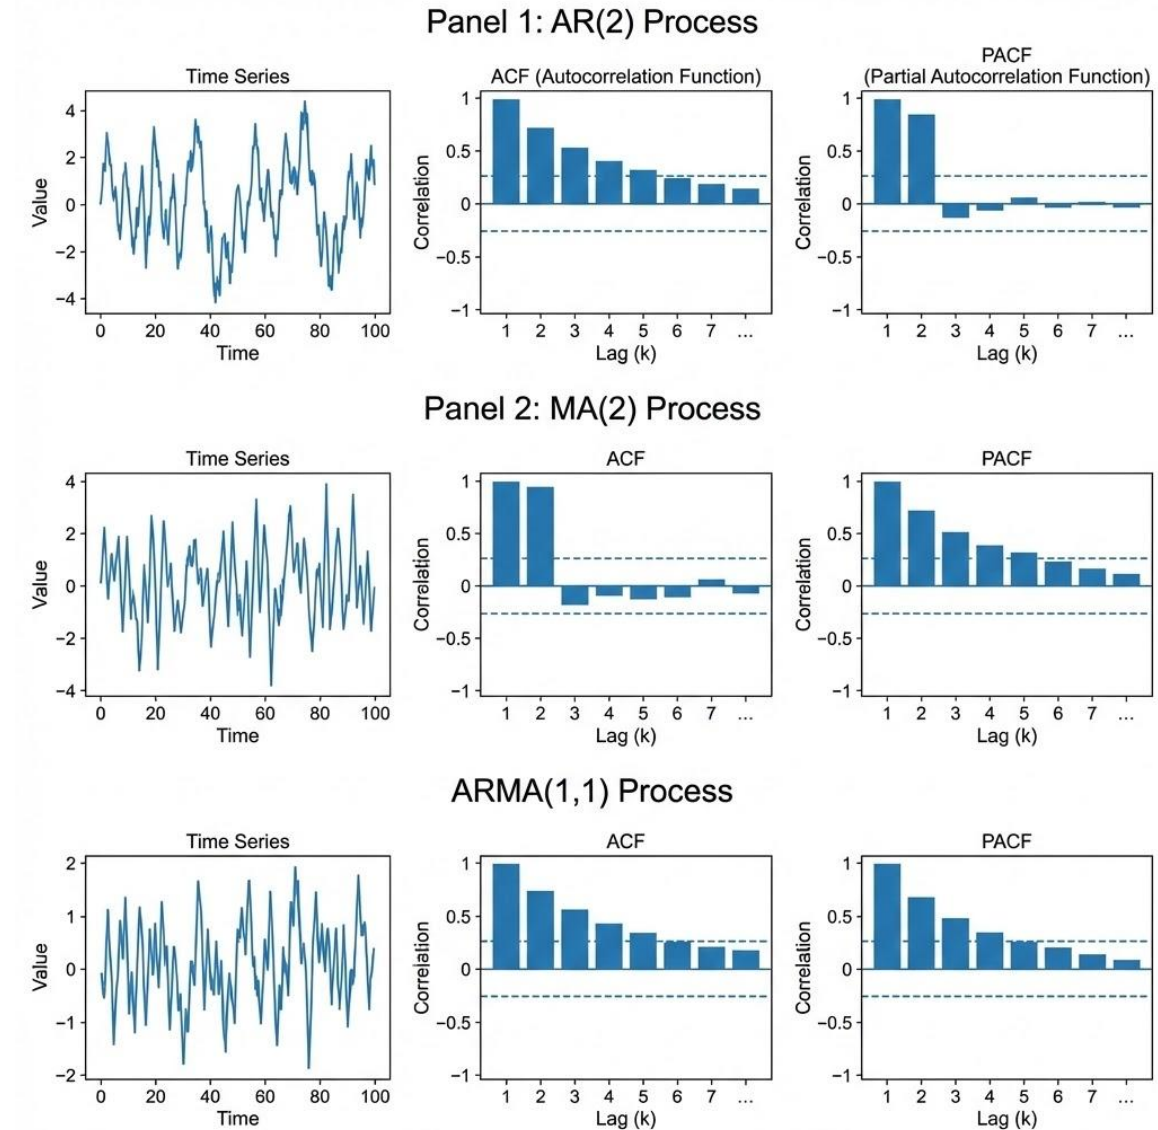 Panel 1: AR(2) Process
Time Series
ACF (Autocorrelation Function)
PACF
(Partial Autocorrelation Function)
Value
4
2
0
−2
−4
0 20 40 60 80 100
Time
Correlation
1
0.5
0
−0.5
−1
1 2 3 4 5 6 7 ...
Lag (k)
Correlation
1
0.5
0
−0.5
−1
1 2 3 4 5 6 7 ...
Lag (k)
Panel 2: MA(2) Process
Time Series
ACF
PACF
Value
4
2
0
−2
−4
0 20 40 60 80 100
Time
Correlation
1
0.5
0
−0.5
−1
1 2 3 4 5 6 7 ...
Lag (k)
Correlation
1
0.5
0
−0.5
−1
1 2 3 4 5 6 7 ...
Lag (k)
ARMA(1,1) Process
Time Series
ACF
PACF
Value
2
1
0
−1
−2
0 20 40 60 80 100
Time
Correlation
1
0.5
0
−0.5
−1
1 2 3 4 5 6 7 ...
Lag (k)
Correlation
1
0.5
0
−0.5
−1
1 2 3 4 5 6 7 ...
Lag (k)